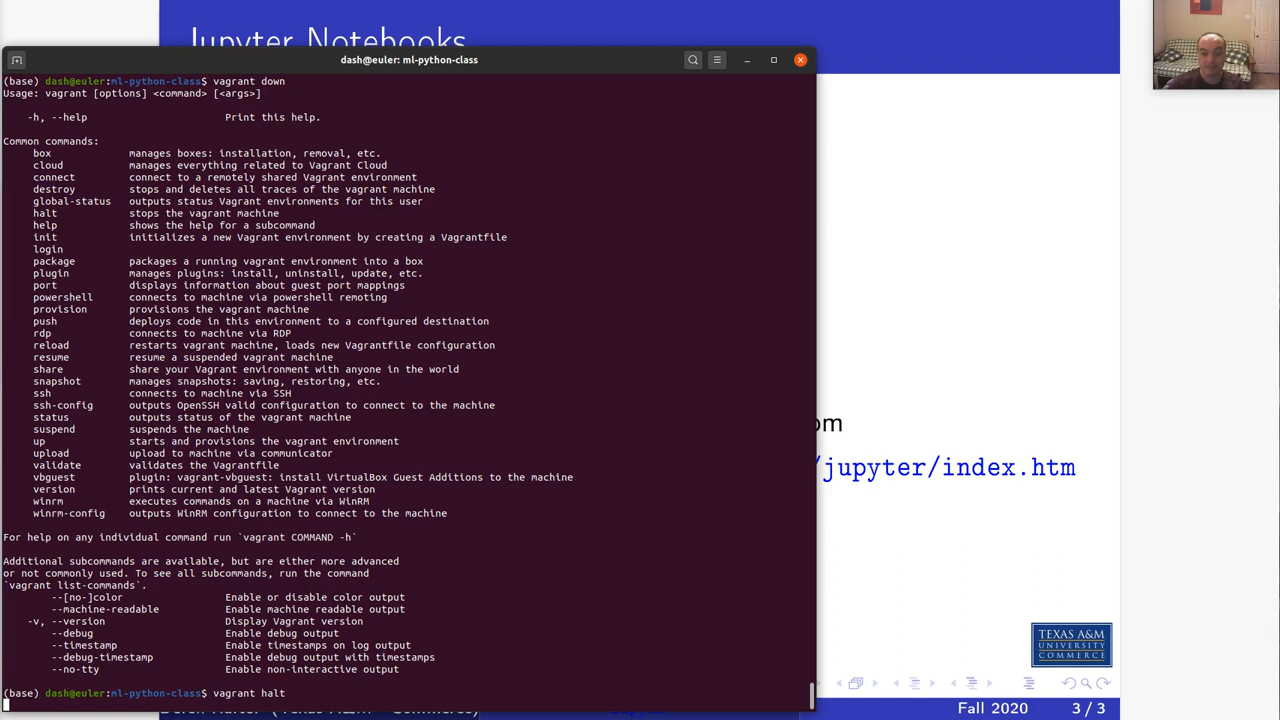 Jupyter Notebooks
dash@euler: ml-python-class
(base) dash@euler:ml-python-class$ vagrant down
Usage: vagrant [options] <command> [<args>]
-h, --help                       Print this help.
Common commands:
box             manages boxes: installation, removal, etc.
cloud           manages everything related to Vagrant Cloud
connect         connect to a remotely shared Vagrant environment
destroy         stops and deletes all traces of the vagrant machine
global-status   outputs status Vagrant environments for this user
halt            stops the vagrant machine
help            shows the help for a subcommand
init            initializes a new Vagrant environment by creating a Vagrantfile
login
package         packages a running vagrant environment into a box
plugin          manages plugins: install, uninstall, update, etc.
port            displays information about guest port mappings
powershell      connects to machine via powershell remoting
provision       provisions the vagrant machine
push            deploys code in this environment to a configured destination
rdp             connects to machine via RDP
reload          restarts vagrant machine, loads new Vagrantfile configuration
resume          resume a suspended vagrant machine
share           share your Vagrant environment with anyone in the world
snapshot        manages snapshots: saving, restoring, etc.
ssh             connects to machine via SSH
ssh-config      outputs OpenSSH valid configuration to connect to the machine
status          outputs status of the vagrant machine
suspend         suspends the machine
up              starts and provisions the vagrant environment
upload          upload to machine via communicator
validate        validates the Vagrantfile
vbguest         plugin: vagrant-vbguest: install VirtualBox Guest Additions to the machine
version         prints current and latest Vagrant version
winrm           executes commands on a machine via WinRM
winrm-config    outputs WinRM configuration to connect to the machine
For help on any individual command run `vagrant COMMAND -h`
Additional subcommands are available, but are either more advanced
or not commonly used. To see all subcommands, run the command
`vagrant list-commands`.
--[no-]color                 Enable or disable color output
--machine-readable           Enable machine readable output
-v, --version                    Display Vagrant version
--debug                      Enable debug output
--timestamp                  Enable timestamps on log output
--debug-timestamp            Enable debug output with timestamps
--no-tty                     Enable non-interactive output
(base) dash@euler:ml-python-class$ vagrant halt
om
/jupyter/index.htm
TEXAS A&M
UNIVERSITY
COMMERCE
Fall 2020 3 / 3